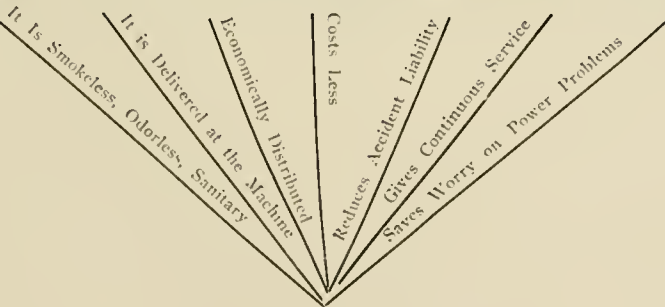 It Is Smokeless, Odorless, Sanitary
It is Delivered at the Machine
Economically Distributed
Costs Less
Reduces Accident Liability
Gives Continuous Service
Saves Worry on Power Problems